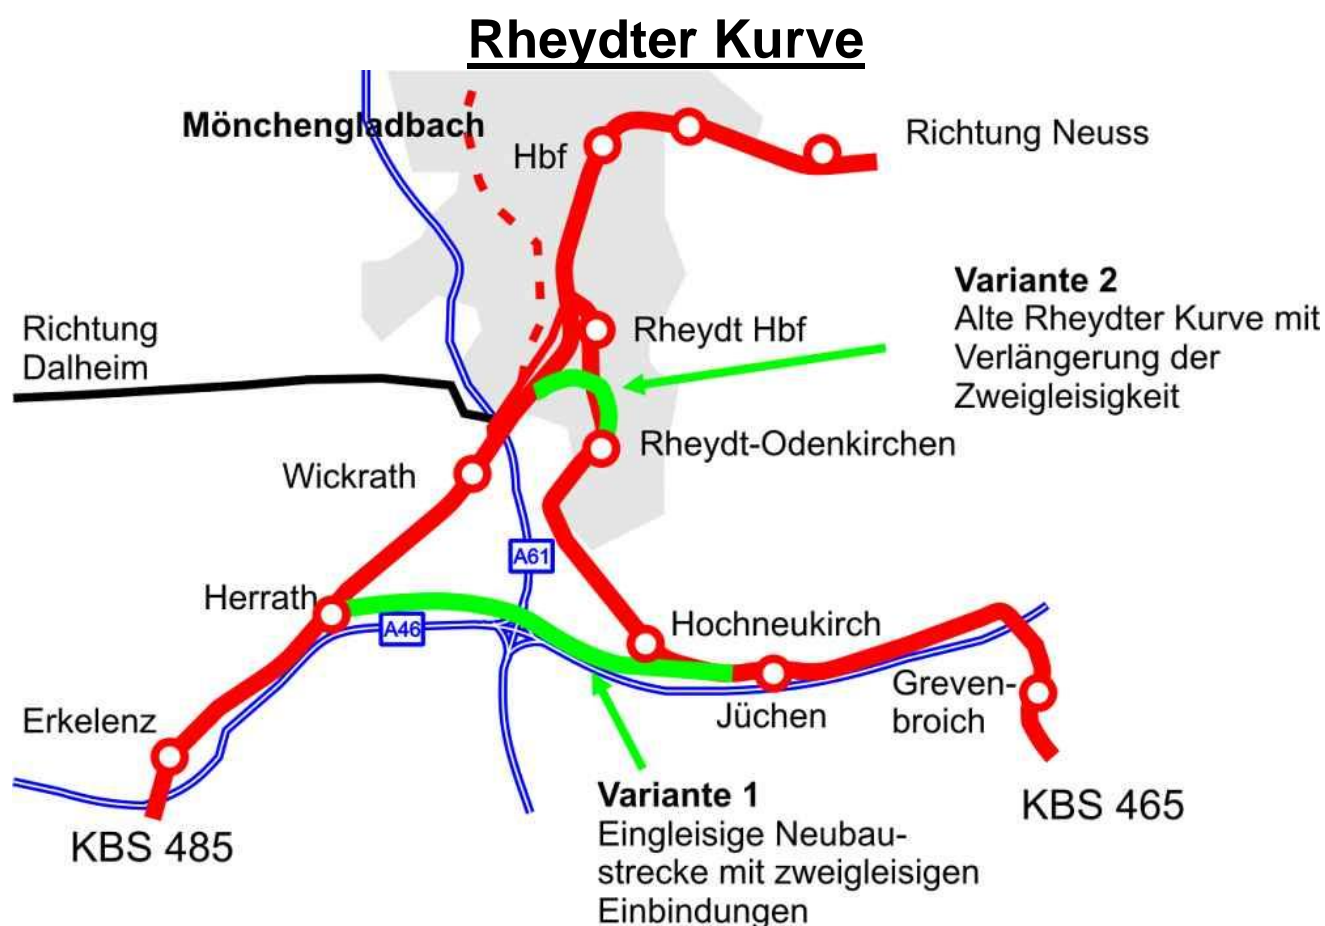 Rheydter Kurve
Mönchengladbach
Hbf
Richtung Neuss
Variante 2
Alte Rheydter Kurve mit
Verlängerung der
Zweigleisigkeit
Richtung
Dalheim
Rheydt Hbf
Rheydt-Odenkirchen
Wickrath
A61
Herrath
A46
Hochneukirch
Greven-
broich
Jüchen
Erkelenz
Variante 1
Eingleisige Neubau-
strecke mit zweigleisigen
Einbindungen
KBS 465
KBS 485